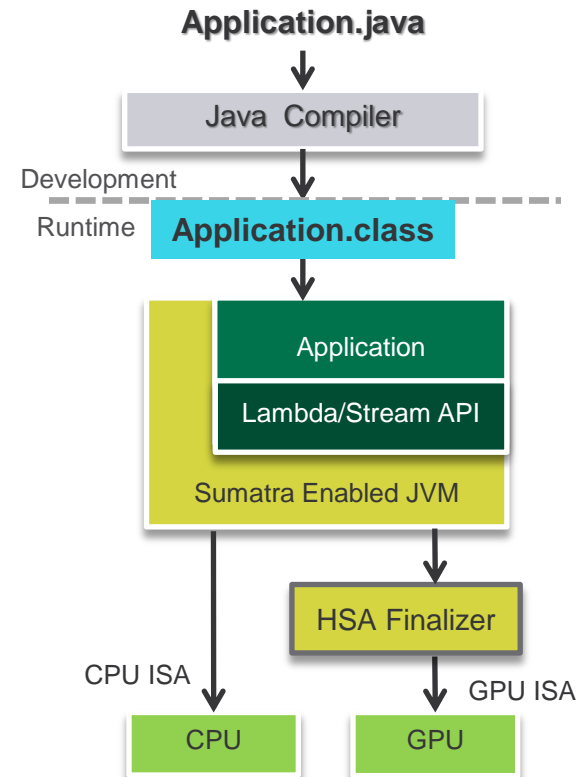 Application.java
Java Compiler
Development
Runtime
Application.class
Application
Lambda/Stream API
Sumatra Enabled JVM
HSA Finalizer
CPU ISA
GPU ISA
CPU
GPU